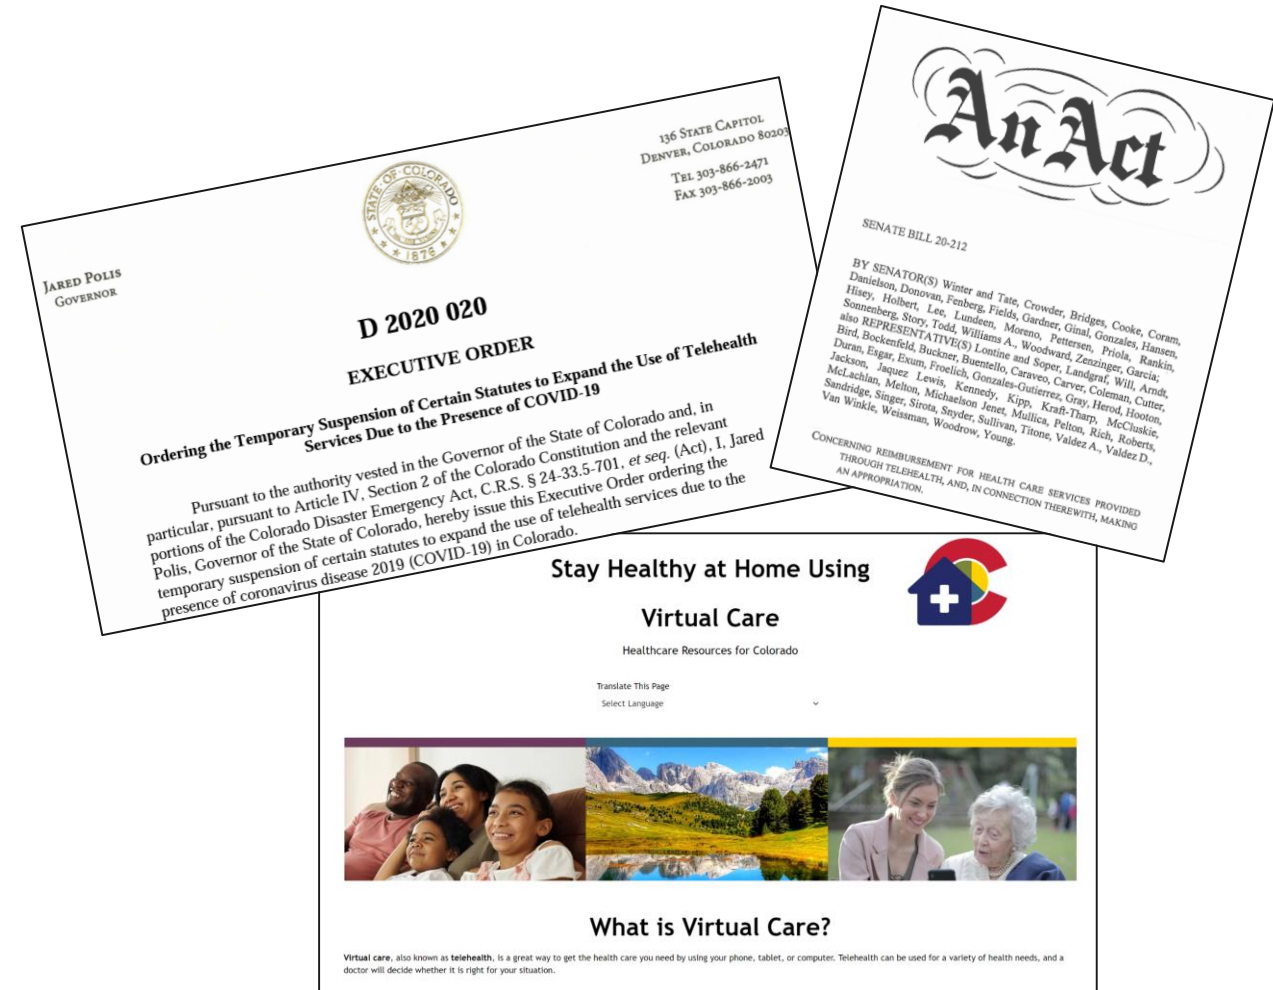 136 State Capitol
Denver, Colorado 80203
Tel 303-866-2471
Fax 303-866-2003
STATE·OF·COLORADO
1876
Jared Polis
Governor
D 2020 020
EXECUTIVE ORDER
Ordering the Temporary Suspension of Certain Statutes to Expand the Use of Telehealth
Services Due to the Presence of COVID-19
Pursuant to the authority vested in the Governor of the State of Colorado and, in
particular, pursuant to Article IV, Section 2 of the Colorado Constitution and the relevant
portions of the Colorado Disaster Emergency Act, C.R.S. § 24-33.5-701, et seq. (Act), I, Jared
Polis, Governor of the State of Colorado, hereby issue this Executive Order ordering the
temporary suspension of certain statutes to expand the use of telehealth services due to the
presence of coronavirus disease 2019 (COVID-19) in Colorado.
An Act
SENATE BILL 20-212
BY SENATOR(S) Winter and Tate, Crowder, Bridges, Cooke, Coram,
Danielson, Donovan, Fenberg, Fields, Gardner, Ginal, Gonzales, Hansen,
Hisey, Holbert, Lee, Lundeen, Moreno, Pettersen, Priola, Rankin,
Sonnenberg, Story, Todd, Williams A., Woodward, Zenzinger, Garcia;
also REPRESENTATIVE(S) Lontine and Soper, Landgraf, Will, Arndt,
Bird, Bockenfeld, Buckner, Buentello, Caraveo, Carver, Coleman, Cutter,
Duran, Esgar, Exum, Froelich, Gonzales-Gutierrez, Gray, Herod, Hooton,
Jackson, Jaquez Lewis, Kennedy, Kipp, Kraft-Tharp, McCluskie,
McLachlan, Melton, Michaelson Jenet, Mullica, Pelton, Rich, Roberts,
Sandridge, Singer, Sirota, Snyder, Sullivan, Titone, Valdez A., Valdez D.,
Van Winkle, Weissman, Woodrow, Young.
CONCERNING REIMBURSEMENT FOR HEALTH CARE SERVICES PROVIDED
THROUGH TELEHEALTH, AND, IN CONNECTION THEREWITH, MAKING
AN APPROPRIATION.
Stay Healthy at Home Using
Virtual Care
Healthcare Resources for Colorado
Translate This Page
Select Language
What is Virtual Care?
Virtual care, also known as telehealth, is a great way to get the health care you need by using your phone, tablet, or computer. Telehealth can be used for a variety of health needs, and a
doctor will decide whether it is right for your situation.